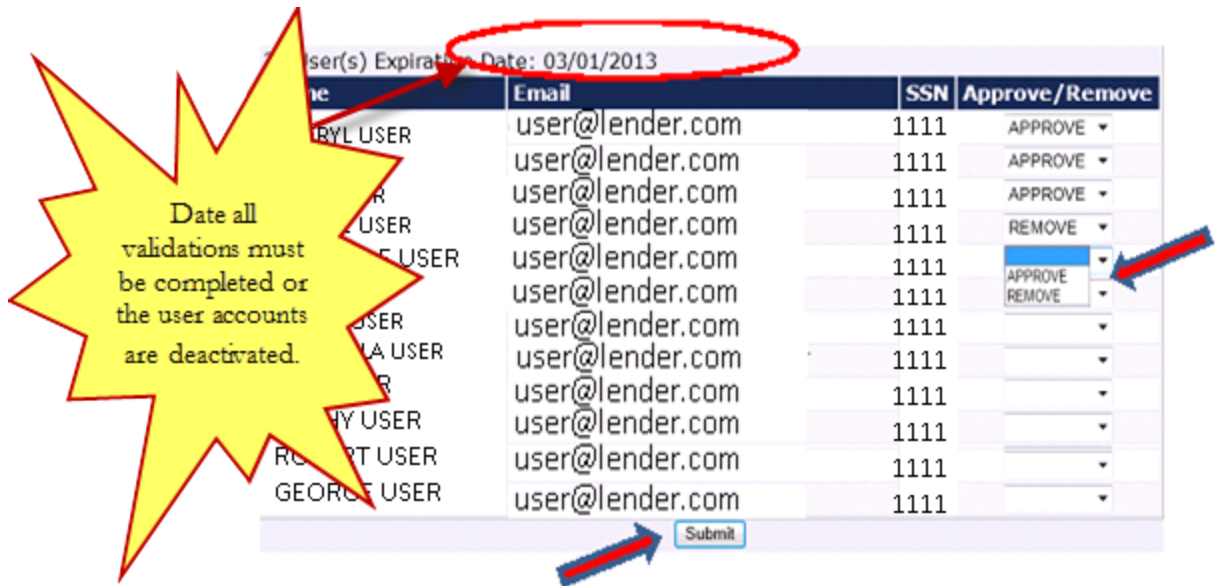 User(s) Expiration Date: 03/01/2013
Email SSN Approve/Remove
USER user@lender.com 1111 APPROVE
user@lender.com 1111 APPROVE
user@lender.com 1111 APPROVE
USER user@lender.com 1111 REMOVE
USER user@lender.com 1111
APPROVE
REMOVE
user@lender.com 1111
USER user@lender.com 1111
USER user@lender.com 1111
user@lender.com 1111
USER user@lender.com 1111
USER user@lender.com 1111
GEORGE USER user@lender.com 1111
Submit
Date all
validations must
be completed or
the user accounts
are deactivated.